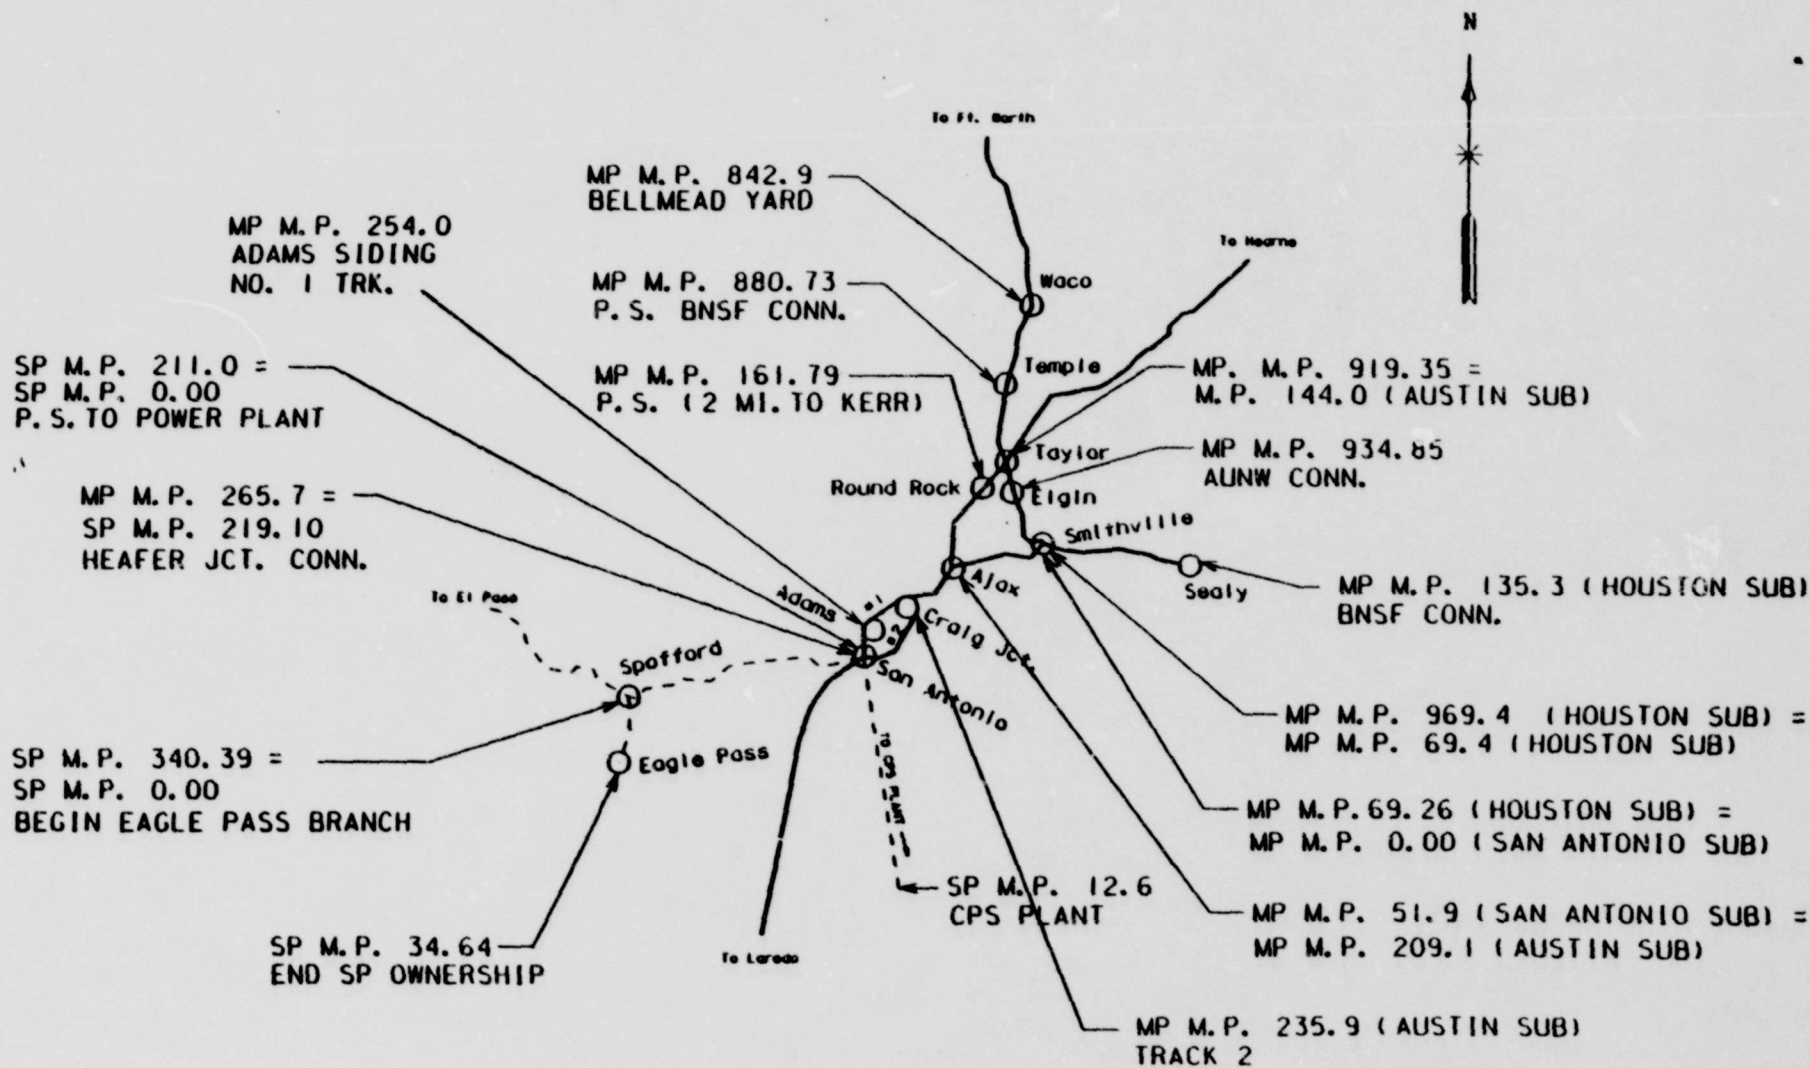 N
To Ft. Worth
MP M.P. 842.9
BELLMEAD YARD
MP M.P. 254.0
ADAMS SIDING
NO. 1 TRK.
To Hearne
MP M.P. 880.73
P.S. BNSF CONN.
Waco
SP M.P. 211.0 =
SP M.P. 0.00
P.S. TO POWER PLANT
MP M.P. 161.79
P.S. (2 MI. TO KERR)
Temple
MP. M.P. 919.35 =
M.P. 144.0 (AUSTIN SUB)
Taylor
MP M.P. 934.85
AUNW CONN.
Round Rock
Elgin
MP M.P. 265.7 =
SP M.P. 219.10
HEAFER JCT. CONN.
Smithville
Ajax
Sealy
MP M.P. 135.3 (HOUSTON SUB)
BNSF CONN.
To El Paso
Adams
#1
#2
Craig Jct.
Spofford
San Antonio
MP M.P. 969.4 (HOUSTON SUB) =
MP M.P. 69.4 (HOUSTON SUB)
SP M.P. 340.39 =
SP M.P. 0.00
BEGIN EAGLE PASS BRANCH
Eagle Pass
TO CPS PLANT
MP M.P. 69.26 (HOUSTON SUB) =
MP M.P. 0.00 (SAN ANTONIO SUB)
SP M.P. 12.6
CPS PLANT
MP M.P. 51.9 (SAN ANTONIO SUB) =
MP M.P. 209.1 (AUSTIN SUB)
SP M.P. 34.64
END SP OWNERSHIP
To Laredo
MP M.P. 235.9 (AUSTIN SUB)
TRACK 2